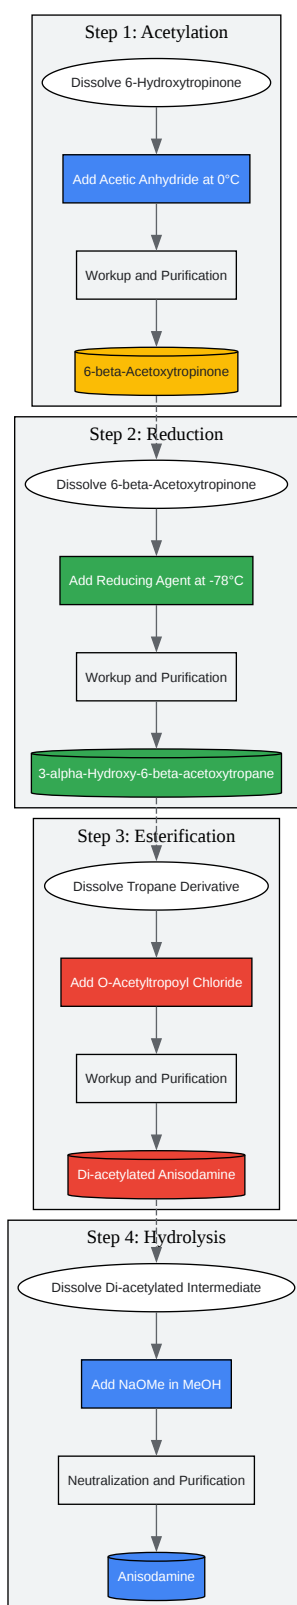 Step 1: Acetylation
Dissolve 6-Hydroxytropinone
Add Acetic Anhydride at 0°C
Workup and Purification
6-beta-Acetoxytropinone
Step 2: Reduction
Dissolve 6-beta-Acetoxytropinone
Add Reducing Agent at -78°C
Workup and Purification
3-alpha-Hydroxy-6-beta-acetoxytropane
Step 3: Esterification
Dissolve Tropane Derivative
Add O-Acetyltropoyl Chloride
Workup and Purification
Di-acetylated Anisodamine
Step 4: Hydrolysis
Dissolve Di-acetylated Intermediate
Add NaOMe in MeOH
Neutralization and Purification
Anisodamine